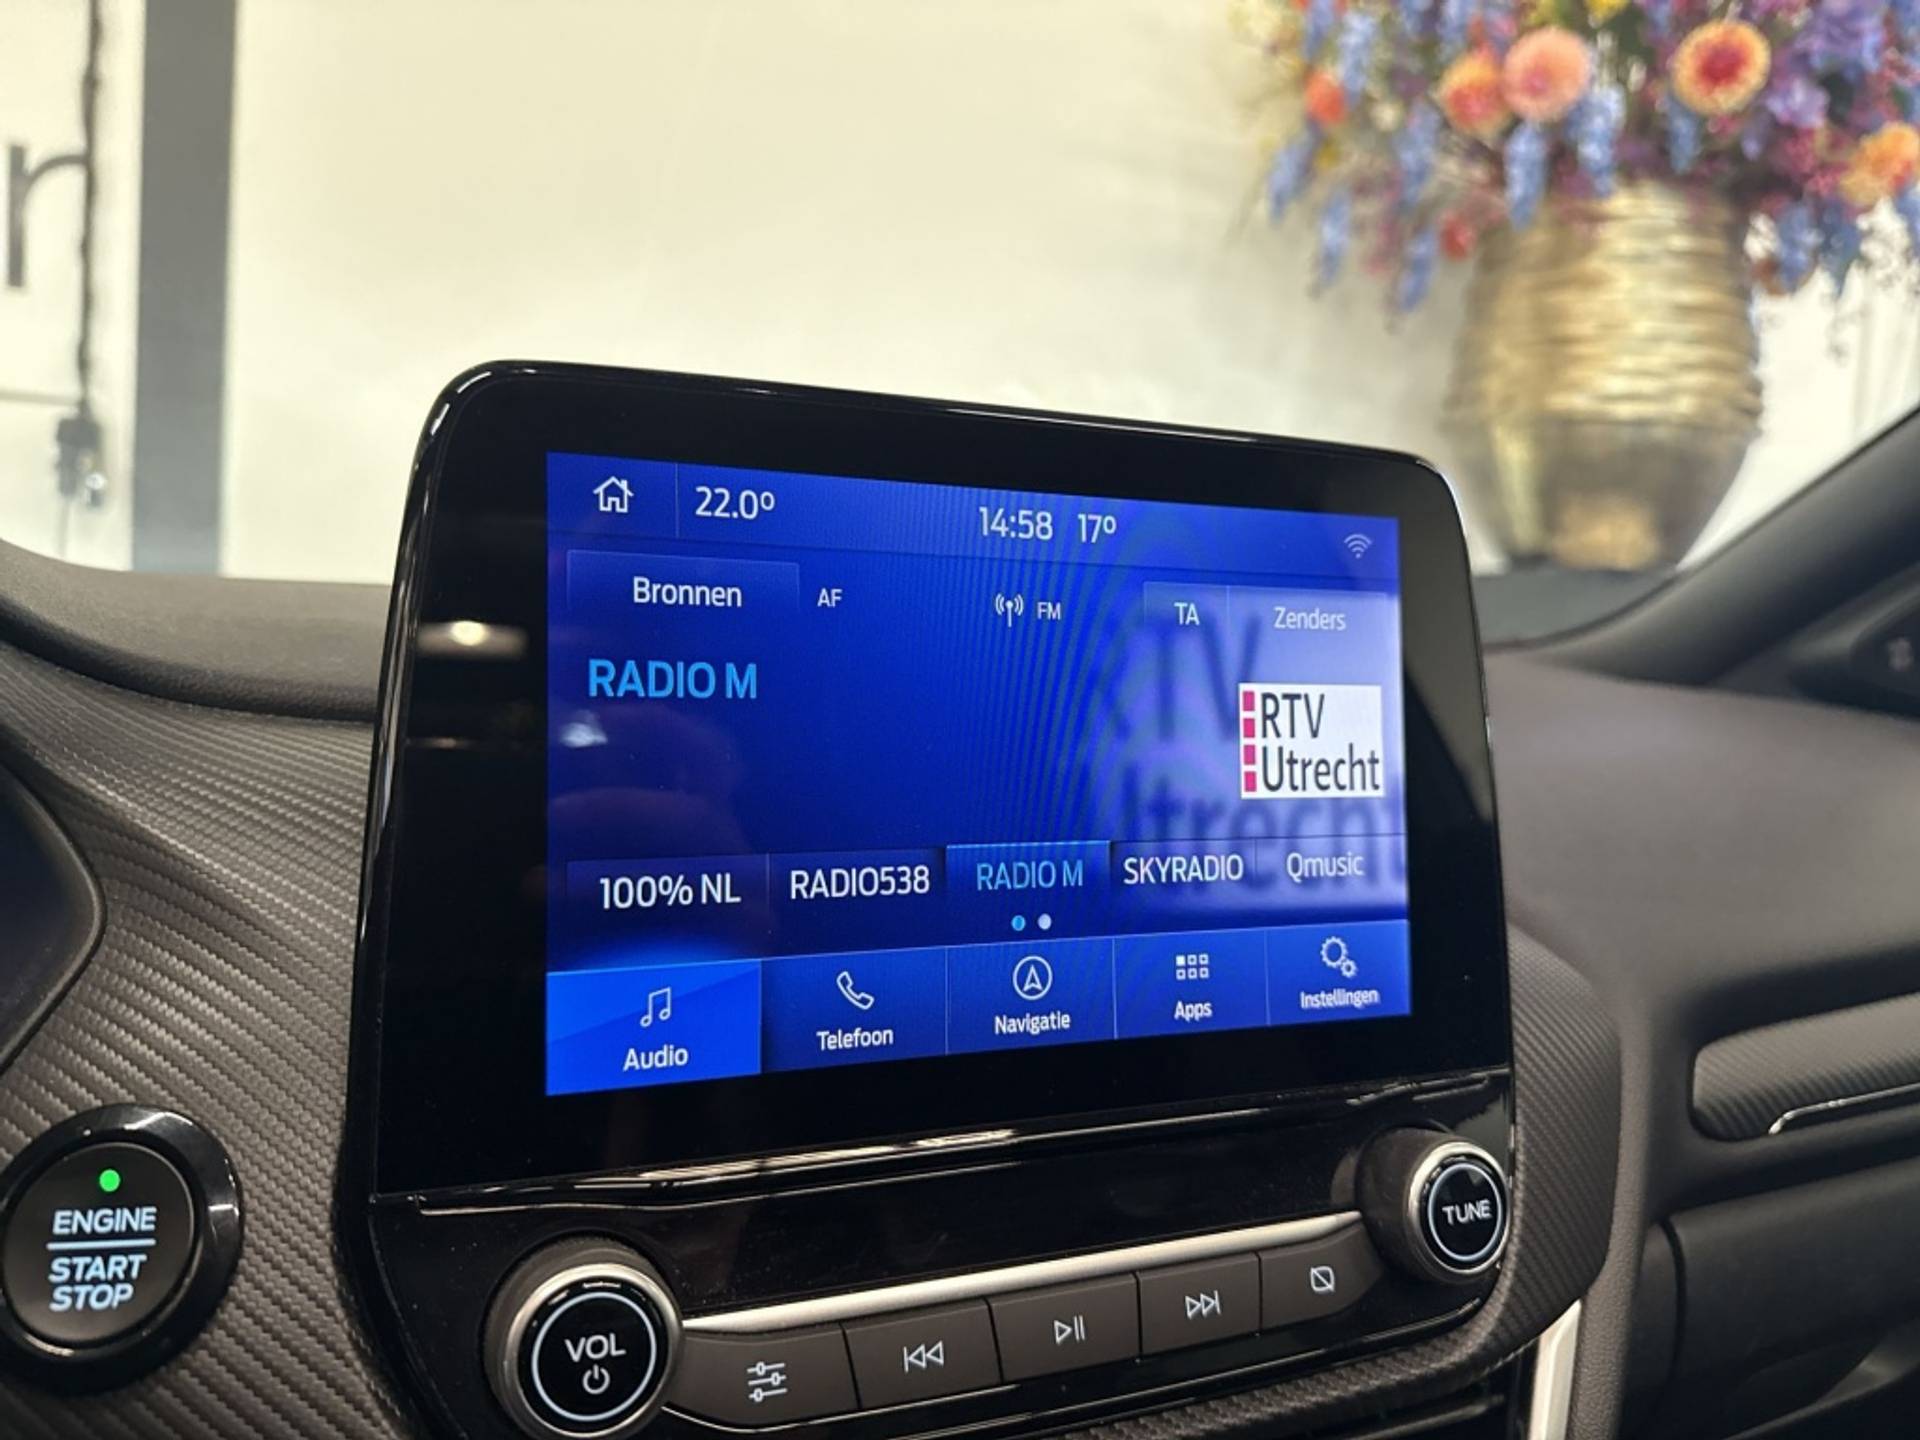 r
22.0°
14:58 17°
Bronnen
AF
FM
TA
Zenders
RADIO M
RTV
Utrecht
100% NL
RADIO538
RADIO M
SKYRADIO
Qmusic
Audio
Telefoon
Navigatie
Apps
Instellingen
ENGINE
START
STOP
VOL
TUNE